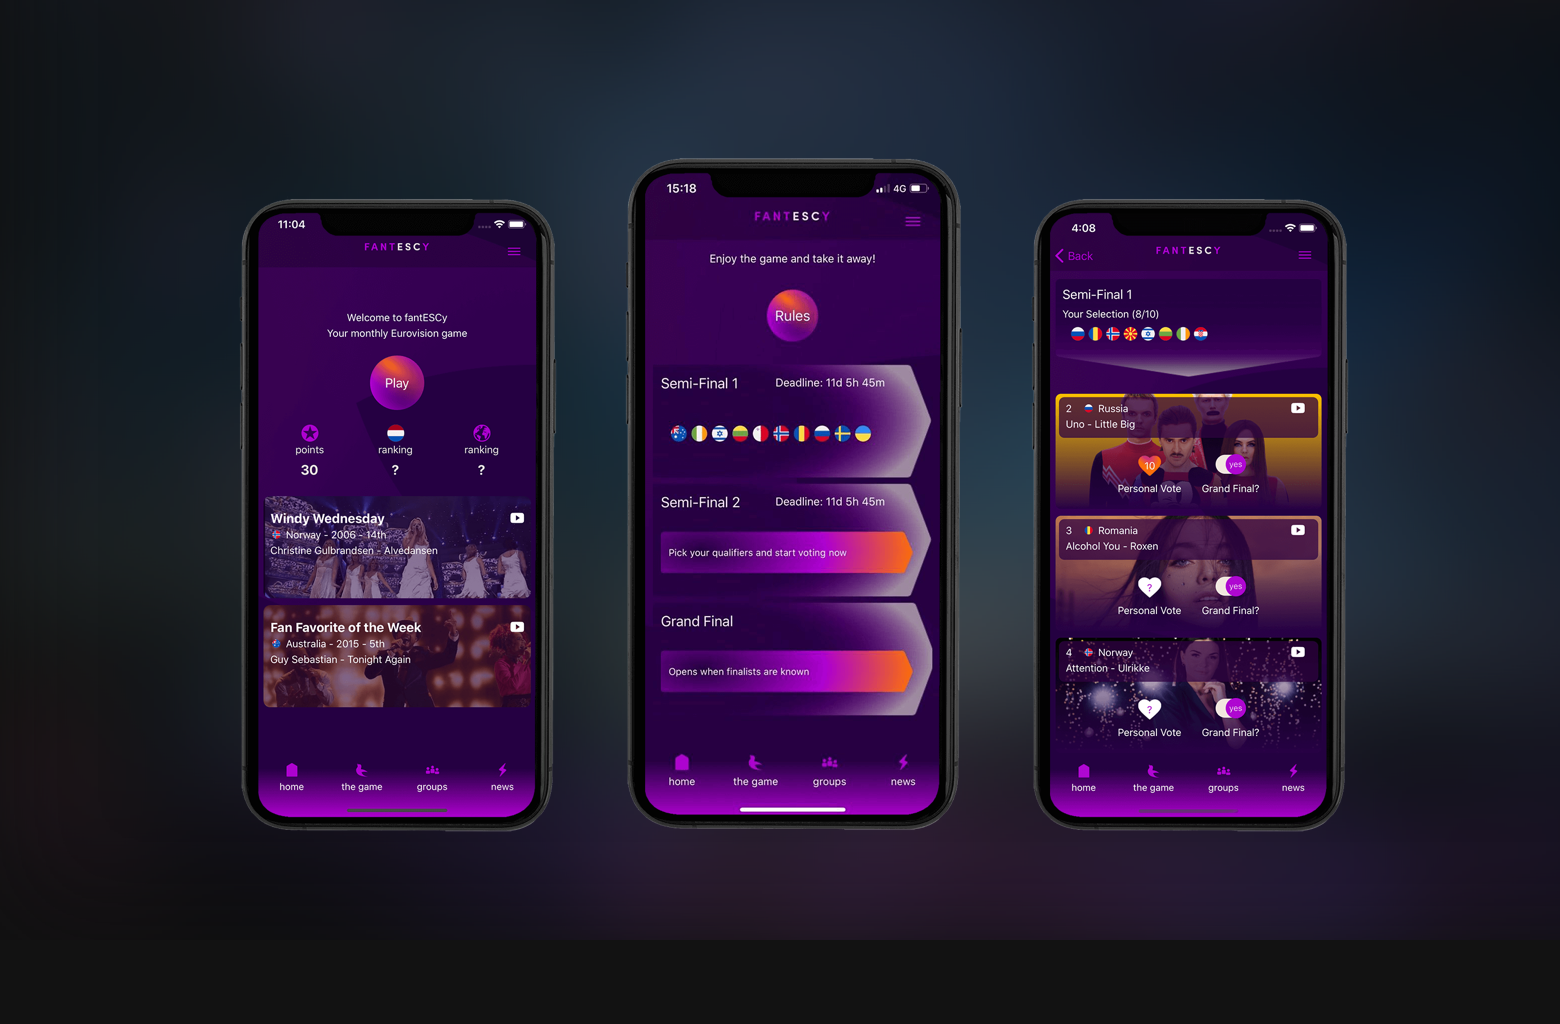 11:04
FANTESCY
Welcome to fantESCy
Your monthly Eurovision game
Play
points
ranking
ranking
30
?
?
Windy Wednesday
Norway - 2006 - 14th
Christine Gulbrandsen - Alvedansen
Fan Favorite of the Week
Australia - 2015 - 5th
Guy Sebastian - Tonight Again
home
the game
groups
news
15:18
4G
FANTESCY
Enjoy the game and take it away!
Rules
Semi-Final 1
Deadline: 11d 5h 45m
Semi-Final 2
Deadline: 11d 5h 45m
Pick your qualifiers and start voting now
Grand Final
Opens when finalists are known
home
the game
groups
news
4:08
Back
FANTESCY
Semi-Final 1
Your Selection (8/10)
2 Russia
Uno - Little Big
10
yes
Personal Vote
Grand Final?
3 Romania
Alcohol You - Roxen
?
yes
Personal Vote
Grand Final?
4 Norway
Attention - Ulrikke
?
yes
Personal Vote
Grand Final?
home
the game
groups
news